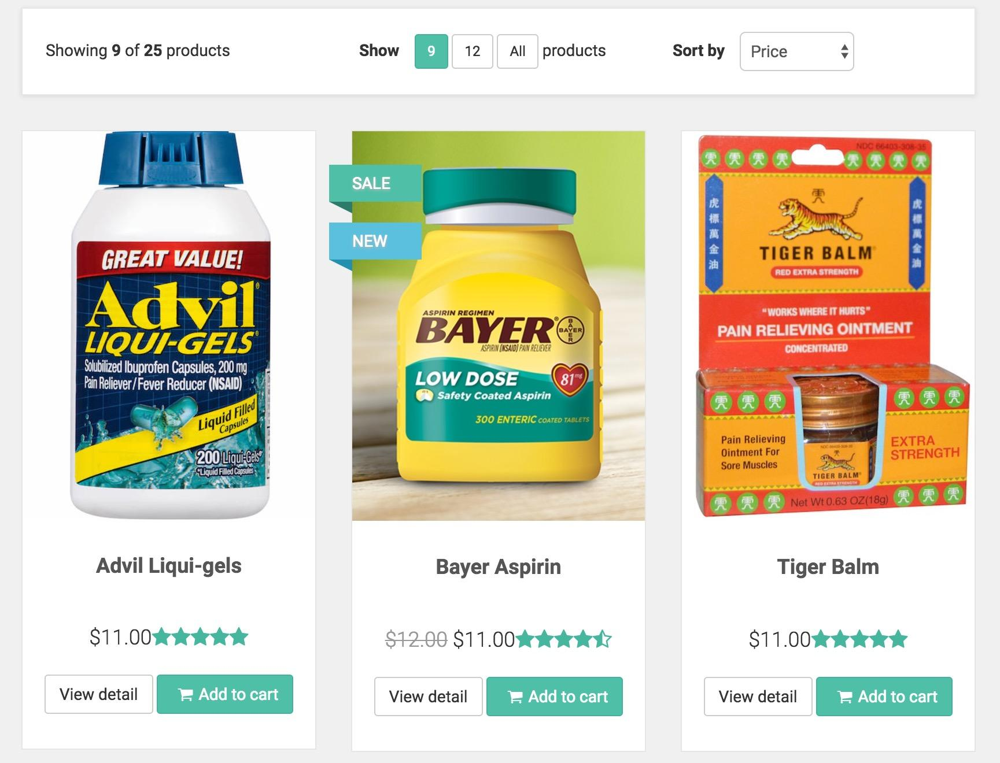 Showing 9 of 25 products
Show 9 12 All products
Sort by Price
GREAT VALUE!
Advil®
LIQUI-GELS®
Solubilized Ibuprofen Capsules, 200 mg
Pain Reliever/Fever Reducer (NSAID)
Liquid Filled
Capsules
200 Liqui-Gels®*
*Liquid Filled Capsules
Advil Liqui-gels
$11.00
View detail
Add to cart
SALE
NEW
ASPIRIN REGIMEN
BAYER®
BAYER
BAYER
ASPIRIN (NSAID) PAIN RELIEVER
LOW DOSE
81mg
Safety Coated Aspirin
300 ENTERIC COATED TABLETS
Bayer Aspirin
$12.00 $11.00
View detail
Add to cart
NDC 66403-308-35
虎標萬金油
虎標萬金油
TIGER BALM®
RED EXTRA STRENGTH
"WORKS WHERE IT HURTS"
PAIN RELIEVING OINTMENT
CONCENTRATED
Pain Relieving
Ointment For
Sore Muscles
TIGER BALM®
RED EXTRA STRENGTH
EXTRA
STRENGTH
Net Wt 0.63 OZ(18g)
Tiger Balm
$11.00
View detail
Add to cart